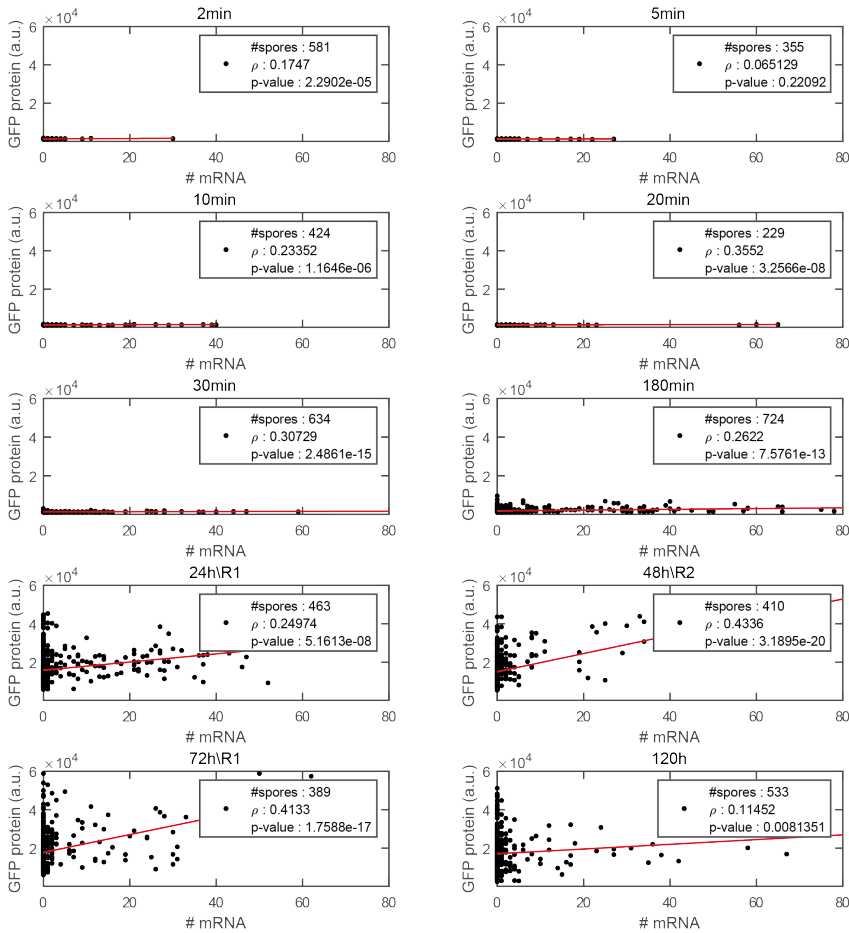 2min
×10⁴
GFP protein (a.u.)
6
4
2
#spores : 581
ρ : 0.1747
p-value : 2.2902e-05
0 20 40 60 80
# mRNA
5min
×10⁴
GFP protein (a.u.)
6
4
2
#spores : 355
ρ : 0.065129
p-value : 0.22092
0 20 40 60 80
# mRNA
10min
×10⁴
GFP protein (a.u.)
6
4
2
#spores : 424
ρ : 0.23352
p-value : 1.1646e-06
0 20 40 60 80
# mRNA
20min
×10⁴
GFP protein (a.u.)
6
4
2
#spores : 229
ρ : 0.3552
p-value : 3.2566e-08
0 20 40 60 80
# mRNA
30min
×10⁴
GFP protein (a.u.)
6
4
2
#spores : 634
ρ : 0.30729
p-value : 2.4861e-15
0 20 40 60 80
# mRNA
180min
×10⁴
GFP protein (a.u.)
6
4
2
#spores : 724
ρ : 0.2622
p-value : 7.5761e-13
0 20 40 60 80
# mRNA
24h\R1
×10⁴
GFP protein (a.u.)
6
4
2
#spores : 463
ρ : 0.24974
p-value : 5.1613e-08
0 20 40 60 80
# mRNA
48h\R2
×10⁴
GFP protein (a.u.)
6
4
2
#spores : 410
ρ : 0.4336
p-value : 3.1895e-20
0 20 40 60 80
# mRNA
72h\R1
×10⁴
GFP protein (a.u.)
6
4
2
#spores : 389
ρ : 0.4133
p-value : 1.7588e-17
0 20 40 60 80
# mRNA
120h
×10⁴
GFP protein (a.u.)
6
4
2
#spores : 533
ρ : 0.11452
p-value : 0.0081351
0 20 40 60 80
# mRNA